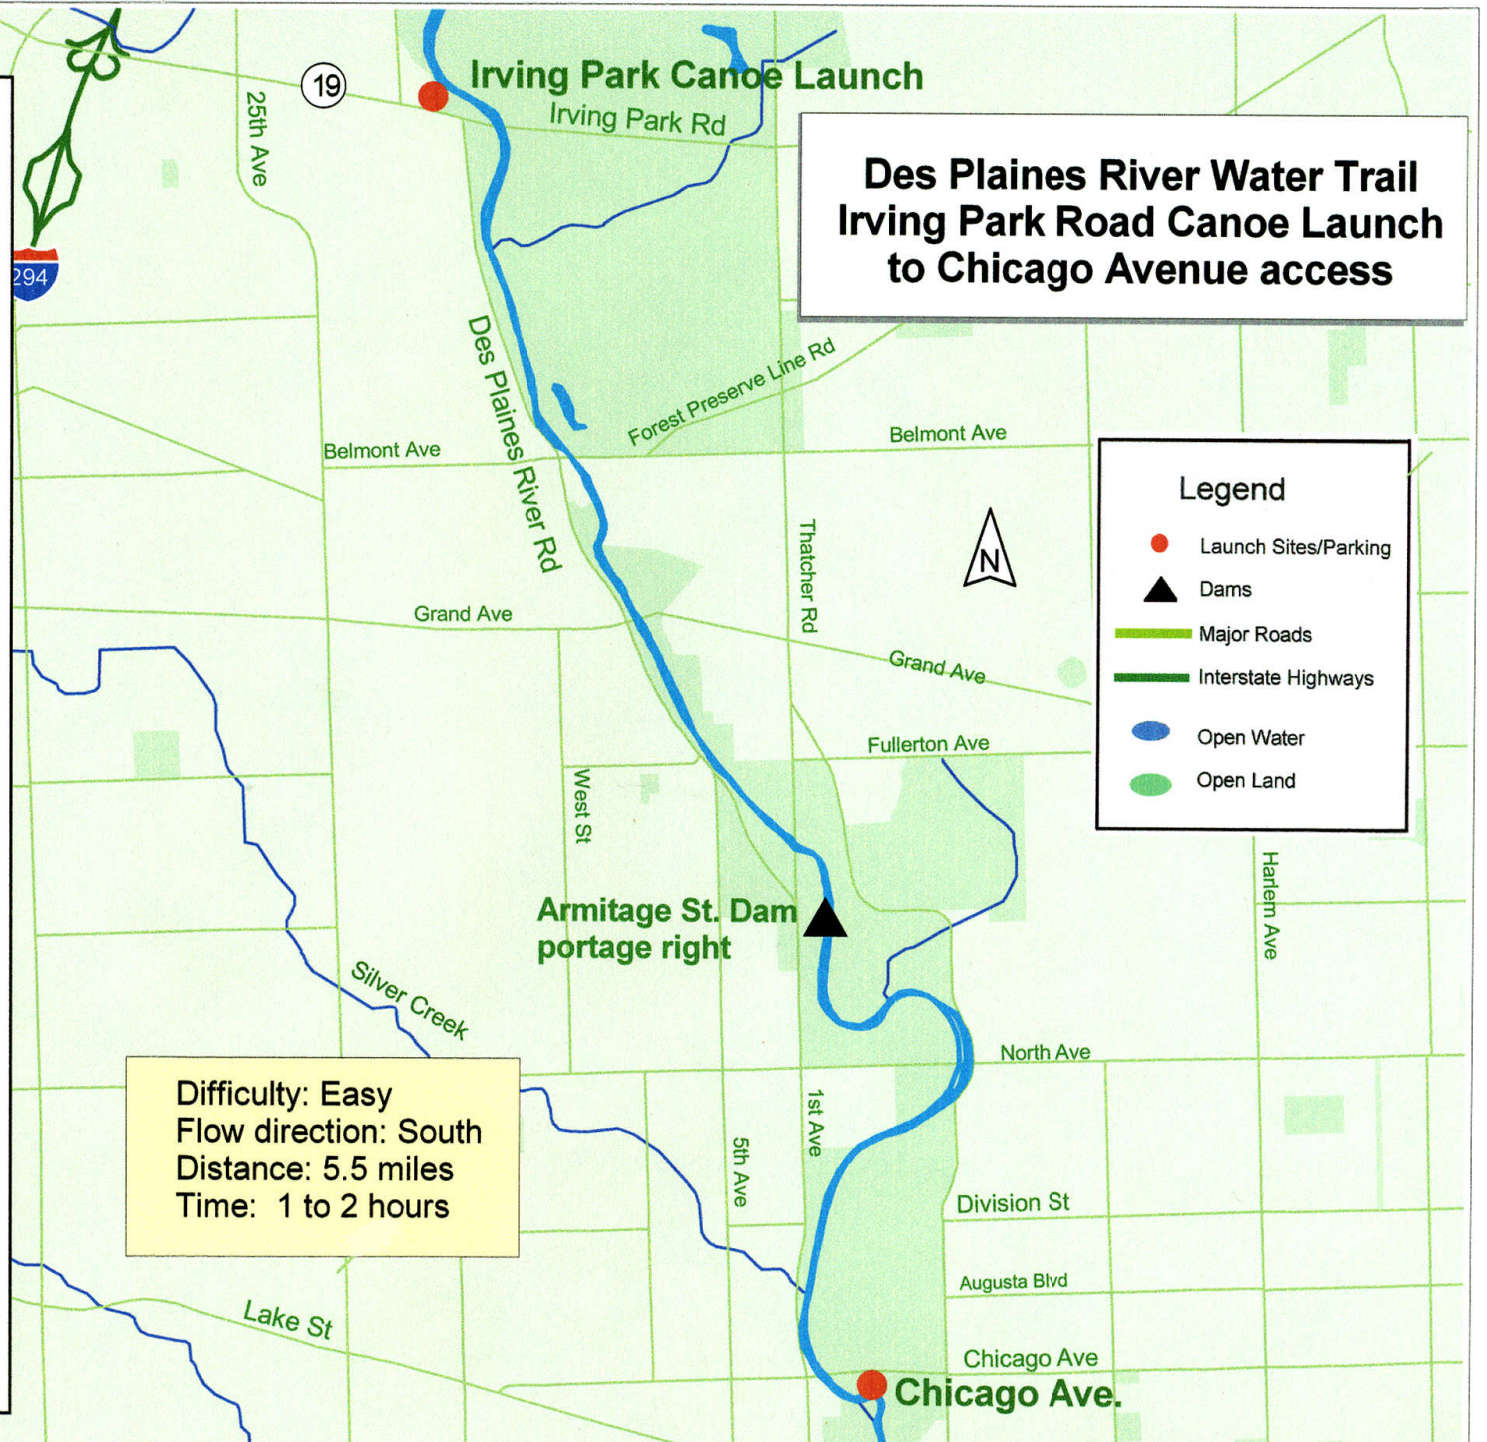 Irving Park Canoe Launch
19
Irving Park Rd
25th Ave
Des Plaines River Water Trail
Irving Park Road Canoe Launch
to Chicago Avenue access
294
Des Plaines River Rd
Forest Preserve Line Rd
Belmont Ave
Belmont Ave
Legend
Launch Sites/Parking
Dams
Major Roads
Interstate Highways
Open Water
Open Land
N
Thatcher Rd
Grand Ave
Grand Ave
Fullerton Ave
West St
Harlem Ave
Armitage St. Dam
portage right
Silver Creek
North Ave
Difficulty: Easy
Flow direction: South
Distance: 5.5 miles
Time: 1 to 2 hours
1st Ave
5th Ave
Division St
Augusta Blvd
Lake St
Chicago Ave
Chicago Ave.